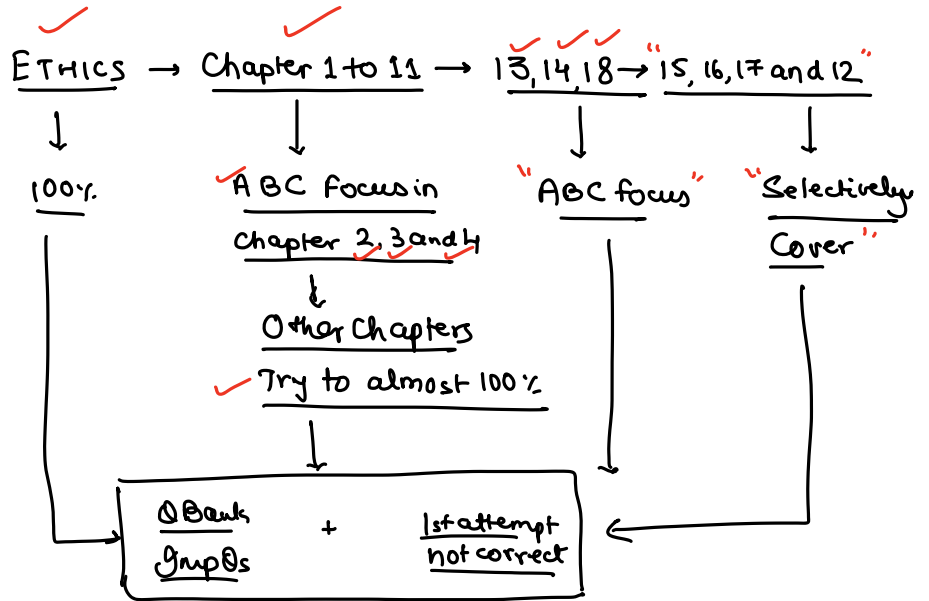 ETHICS → Chapter 1 to 11 → 13, 14, 18 → "15, 16, 17 and 12"
100%
ABC Focus in
Chapter 2, 3 and 4
"ABC focus"
"Selectively
Cover"
Other Chapters
Try to almost 100%
QBank
ImpQs
+
1st attempt
not correct